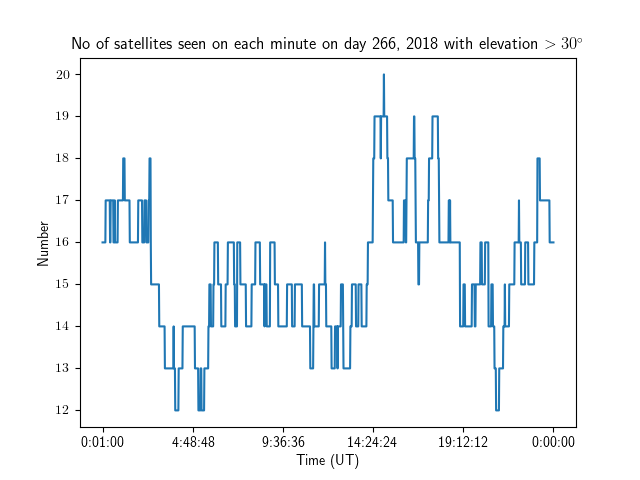 No of satellites seen on each minute on day 266, 2018 with elevation > 30°
20
19
18
17
16
15
14
13
12
Number
0:01:00 4:48:48 9:36:36 14:24:24 19:12:12 0:00:00
Time (UT)